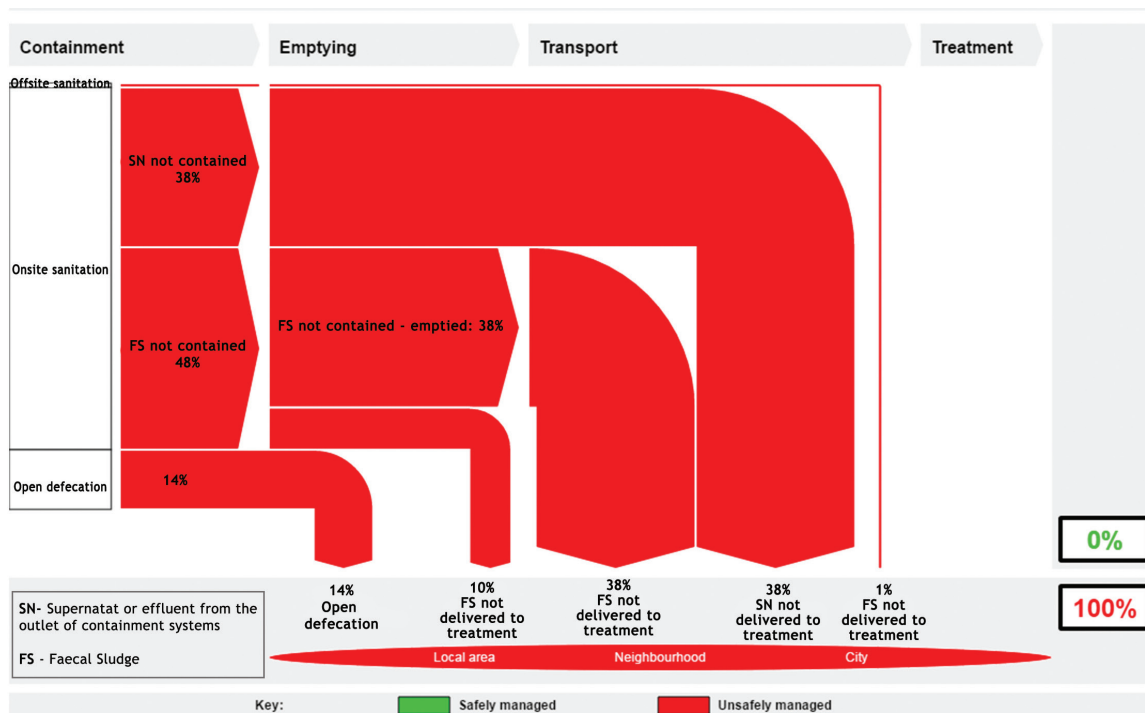 Containment
Emptying
Transport
Treatment
Offsite sanitation
SN not contained
38%
Onsite sanitation
FS not contained - emptied: 38%
FS not contained
48%
Open defecation
14%
0%
14%
Open
defecation
10%
FS not
delivered to
treatment
38%
FS not
delivered to
treatment
38%
SN not
delivered to
treatment
1%
FS not
delivered to
treatment
100%
SN- Supernatat or effluent from the
outlet of containment systems
FS - Faecal Sludge
Local area
Neighbourhood
City
Key:
Safely managed
Unsafely managed